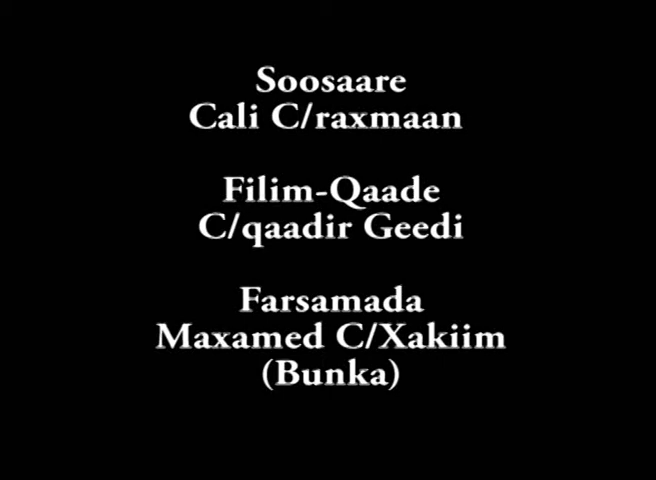 Soosaare
Cali C/raxmaan
Filim-Qaade
C/qaadir Geedi
Farsamada
Maxamed C/Xakiim
(Bunka)